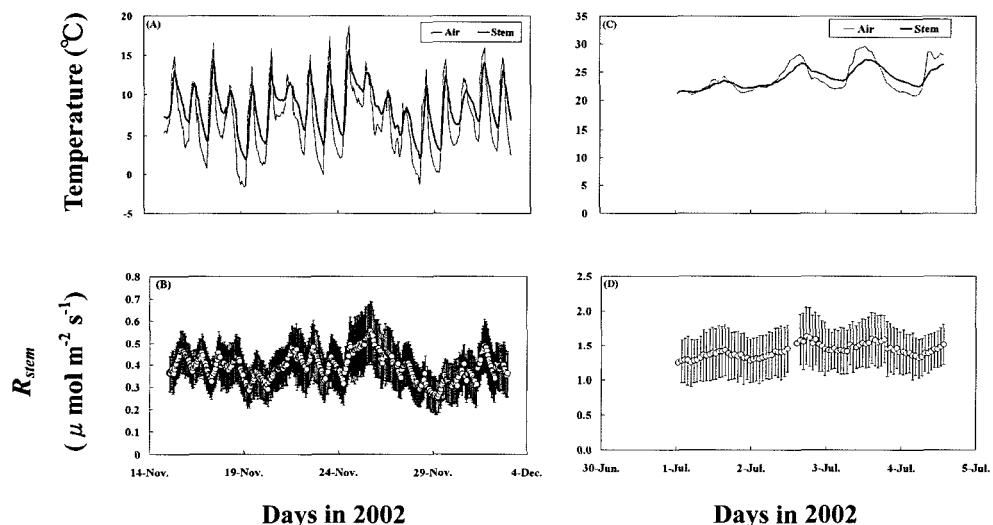 Temperature (℃)
(A)
Air
Stem
20
15
10
5
0
-5
(C)
Air
Stem
35
30
25
20
15
10
5
0
R stem
( μ mol m⁻² s⁻¹)
(B)
0.8
0.7
0.6
0.5
0.4
0.3
0.2
0.1
0
14-Nov. 19-Nov. 24-Nov. 29-Nov. 4-Dec.
Days in 2002
(D)
2.5
2.0
1.5
1.0
0.5
0.0
30-Jun. 1-Jul. 2-Jul. 3-Jul. 4-Jul. 5-Jul.
Days in 2002